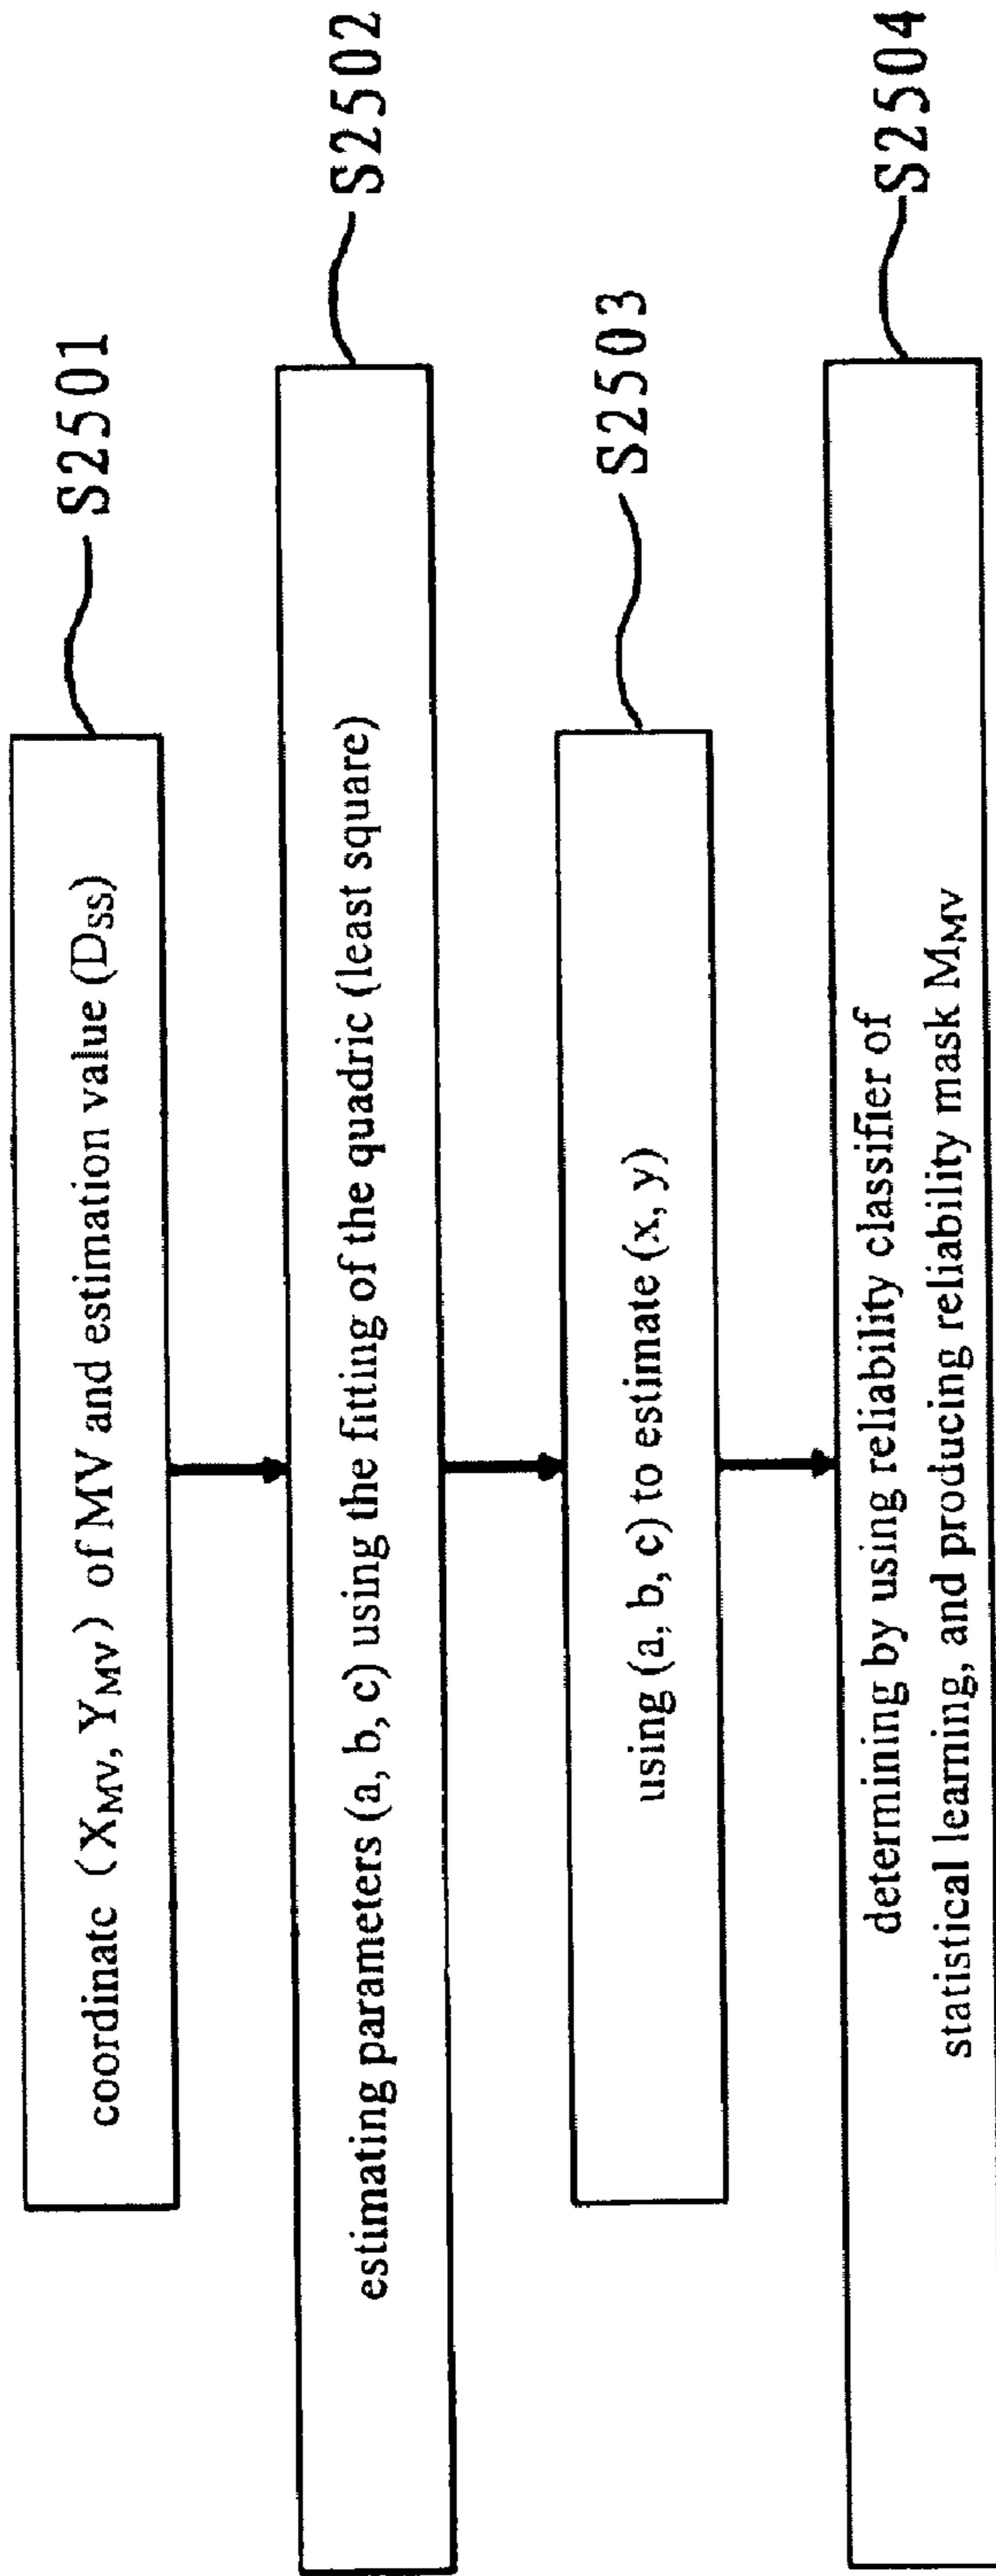 coordinate (X_MV, Y_MV) of MV and estimation value (D_SS)
S2501
estimating parameters (a, b, c) using the fitting of the quadric (least square)
S2502
using (a, b, c) to estimate (x, y)
S2503
determining by using reliability classifier of
statistical learning, and producing reliability mask M_MV
S2504